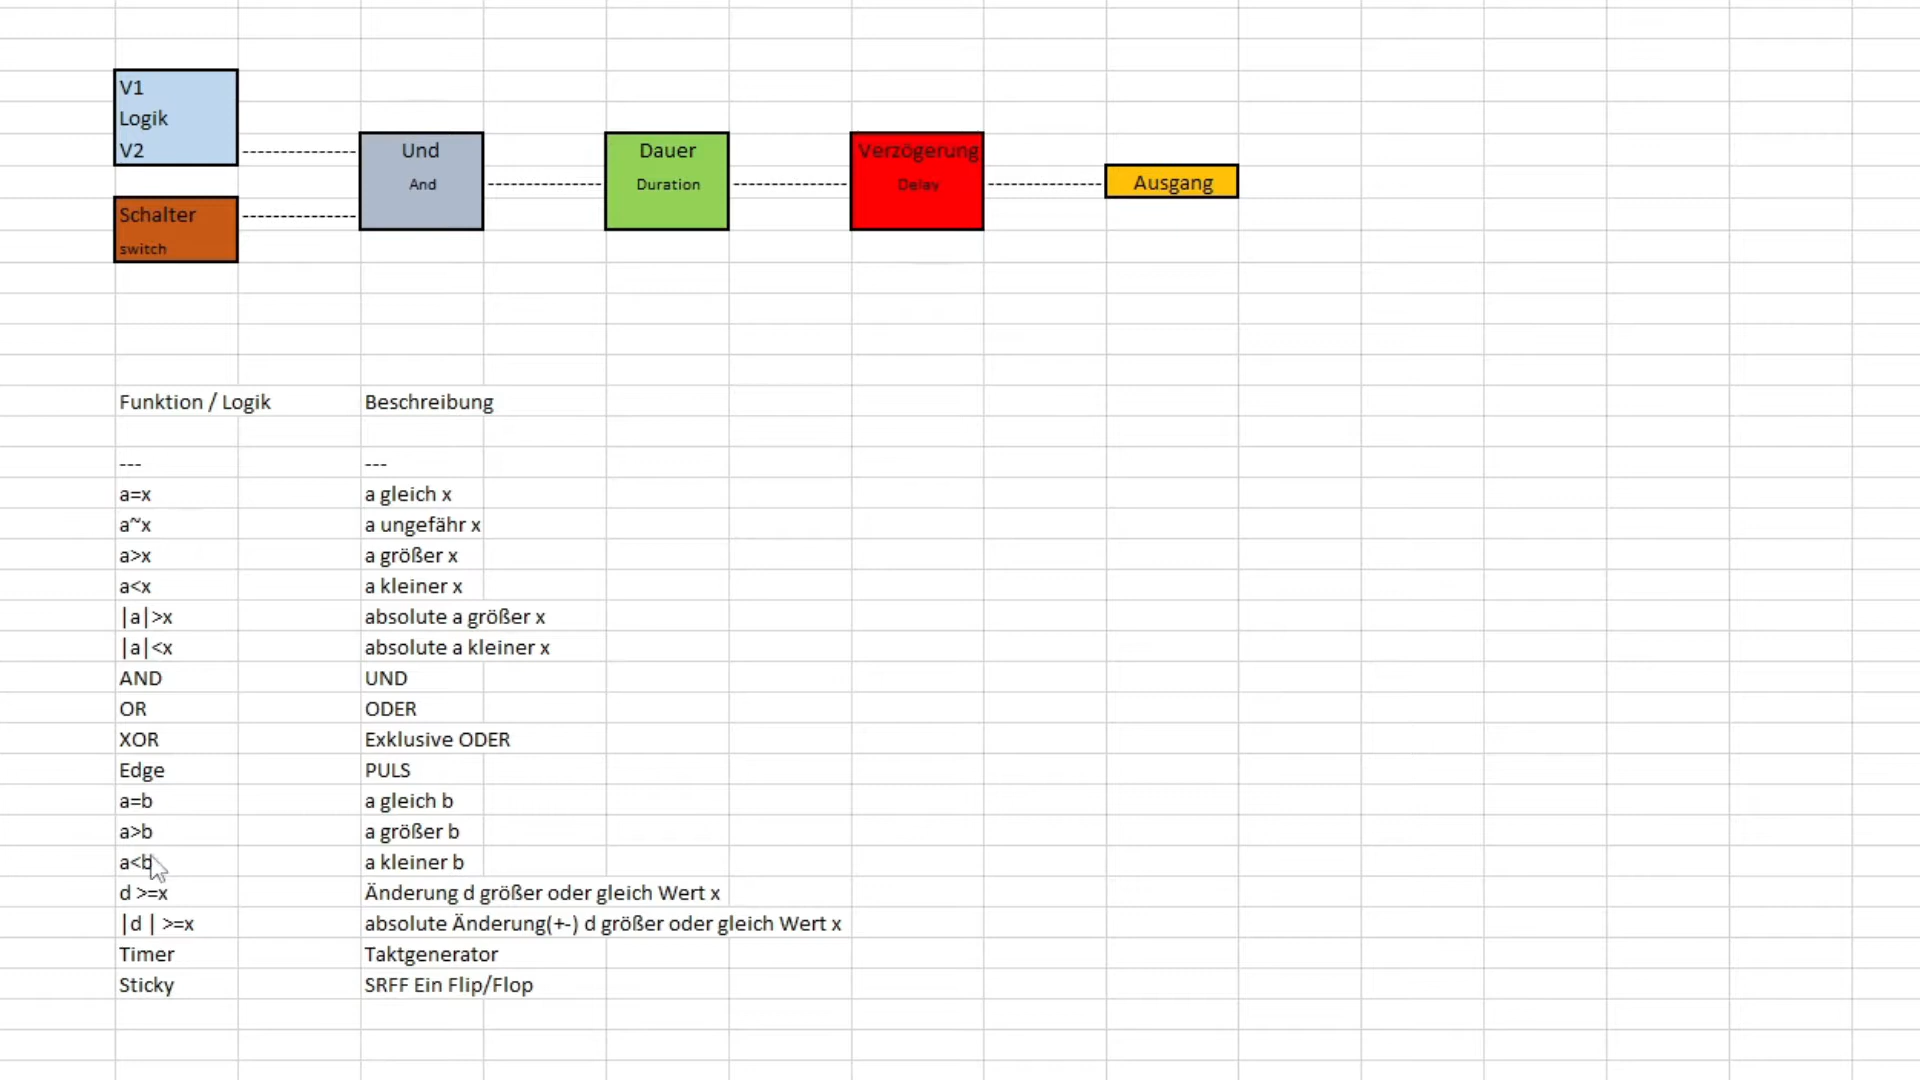 V1
Logik
V2
Schalter
switch
Und
And
Dauer
Duration
Verzögerung
Delay
Ausgang
Funktion / Logik Beschreibung
--- ---
a=x a gleich x
a~x a ungefähr x
a>x a größer x
a<x a kleiner x
|a|>x absolute a größer x
|a|<x absolute a kleiner x
AND UND
OR ODER
XOR Exklusive ODER
Edge PULS
a=b a gleich b
a>b a größer b
a<b a kleiner b
d >=x Änderung d größer oder gleich Wert x
|d | >=x absolute Änderung(+-) d größer oder gleich Wert x
Timer Taktgenerator
Sticky SRFF Ein Flip/Flop